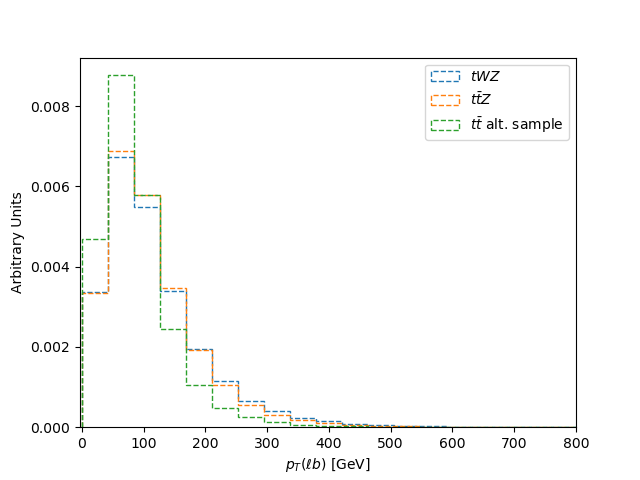 tWZ
tt̄Z
tt̄ alt. sample
0.008
0.006
0.004
0.002
0.000
Arbitrary Units
0 100 200 300 400 500 600 700 800
p_T(ℓb) [GeV]